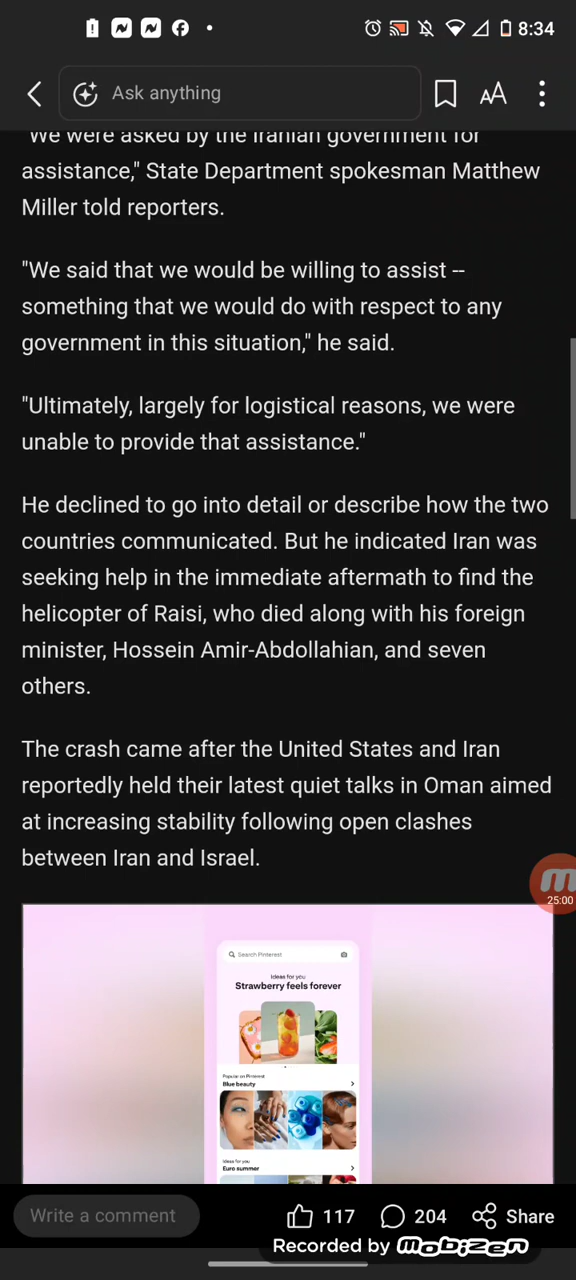 8:34
Ask anything
"We were asked by the Iranian government for
assistance," State Department spokesman Matthew
Miller told reporters.
"We said that we would be willing to assist --
something that we would do with respect to any
government in this situation," he said.
"Ultimately, largely for logistical reasons, we were
unable to provide that assistance."
He declined to go into detail or describe how the two
countries communicated. But he indicated Iran was
seeking help in the immediate aftermath to find the
helicopter of Raisi, who died along with his foreign
minister, Hossein Amir-Abdollahian, and seven
others.
The crash came after the United States and Iran
reportedly held their latest quiet talks in Oman aimed
at increasing stability following open clashes
between Iran and Israel.
25:00
Search Pinterest
Ideas for you
Strawberry feels forever
Popular on Pinterest
Blue beauty
Ideas for you
Euro summer
Write a comment
117
204
Share
Recorded by mobizen